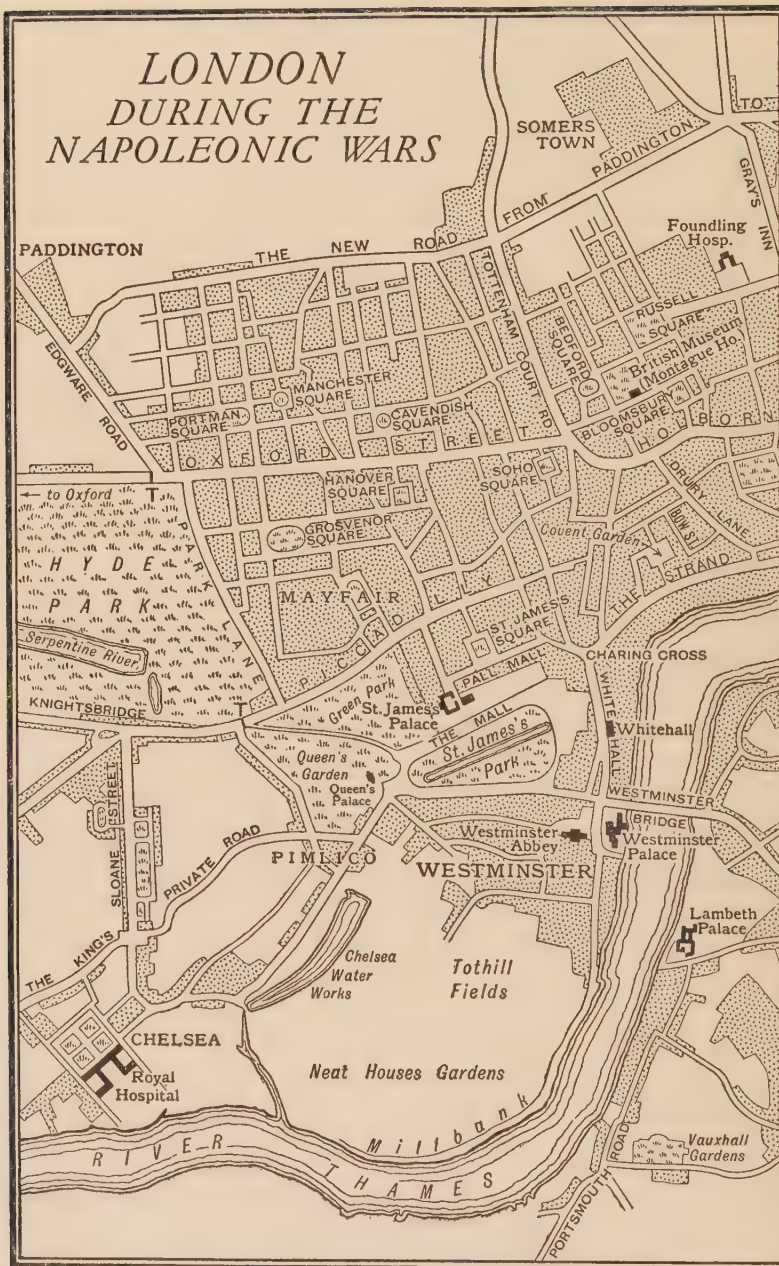 LONDON
DURING THE
NAPOLEONIC WARS
SOMERS
TOWN
TO
PADDINGTON
FROM
THE NEW ROAD
GRAY'S INN
Foundling
Hosp.
PADDINGTON
EDGWARE ROAD
TOTTENHAM COURT RD.
BEDFORD
SQUARE
RUSSELL
SQUARE
British Museum
Montague Ho.
BLOOMSBURY
SQUARE
HOLBORN
MANCHESTER
SQUARE
PORTMAN
SQUARE
CAVENDISH
SQUARE
OXFORD STREET
T
← to Oxford
HANOVER
SQUARE
SOHO
SQUARE
DRURY LANE
BOW ST.
GROSVENOR
SQUARE
Covent Garden
THE STRAND
HYDE
PARK
PARK LANE
MAYFAIR
PICCADILLY
ST. JAMES'S
SQUARE
Serpentine River
CHARING CROSS
PALL MALL
KNIGHTSBRIDGE
T
Green Park
St. James's
Palace
THE MALL
St. James's
Park
WHITEHALL
Whitehall
Queen's
Garden
Queen's
Palace
WESTMINSTER
BRIDGE
SLOANE STREET
PIMLICO
Westminster
Abbey
Westminster
Palace
WESTMINSTER
THE KING'S PRIVATE ROAD
Lambeth
Palace
Chelsea
Water
Works
Tothill
Fields
CHELSEA
Royal
Hospital
Neat Houses Gardens
Millbank
RIVER THAMES
Vauxhall
Gardens
PORTSMOUTH ROAD